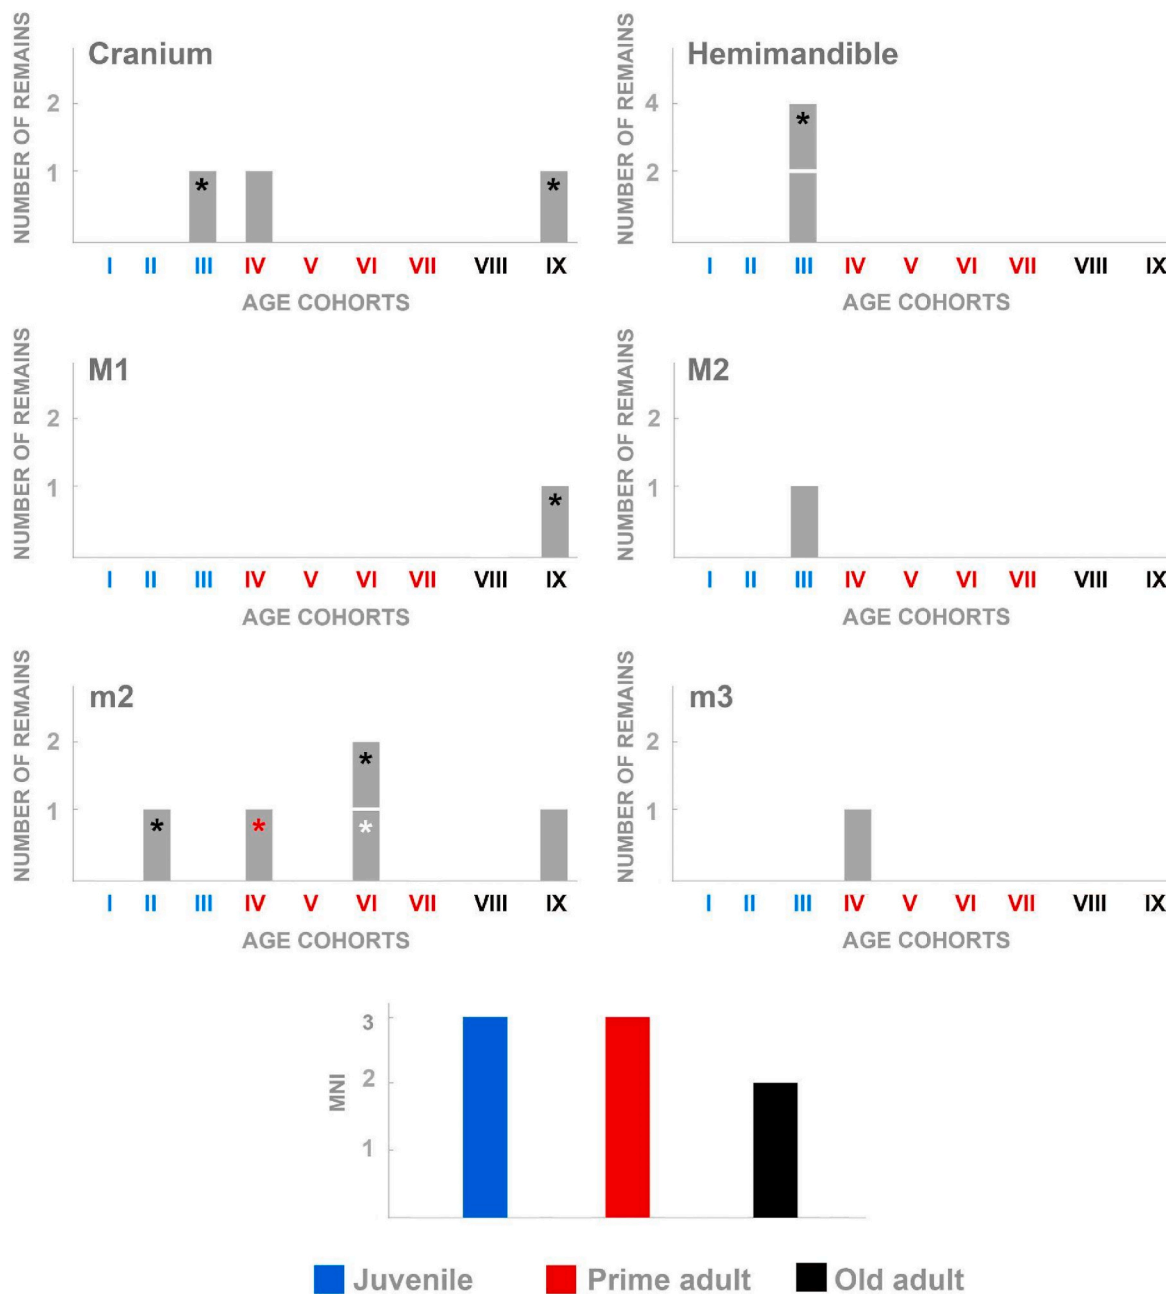 Cranium
NUMBER OF REMAINS
2
1
* * *
I II III IV V VI VII VIII IX
AGE COHORTS
Hemimandible
NUMBER OF REMAINS
4
2
*
I II III IV V VI VII VIII IX
AGE COHORTS
M1
NUMBER OF REMAINS
2
1
*
I II III IV V VI VII VIII IX
AGE COHORTS
M2
NUMBER OF REMAINS
2
1
I II III IV V VI VII VIII IX
AGE COHORTS
m2
NUMBER OF REMAINS
2
1
*
* * *
I II III IV V VI VII VIII IX
AGE COHORTS
m3
NUMBER OF REMAINS
2
1
I II III IV V VI VII VIII IX
AGE COHORTS
MNI
3
2
1
Juvenile Prime adult Old adult